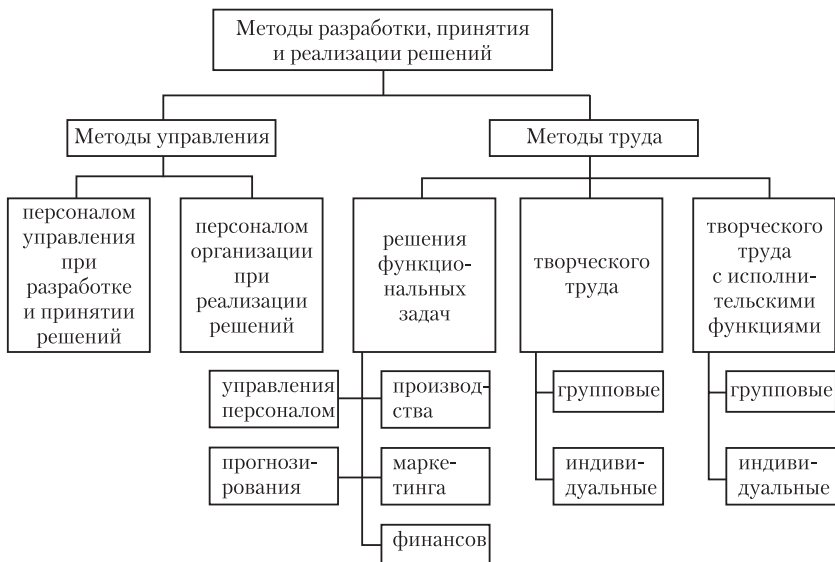 Методы разработки, принятия
и реализации решений
Методы управления
Методы труда
персоналом
управления
при
разработке
и принятии
решений
персоналом
организации
при
реализации
решений
решения
функцио-
нальных
задач
творческого
труда
творческого
труда
с исполни-
тельскими
функциями
управления
персоналом
производ-
ства
групповые
групповые
прогнози-
рования
марке-
тинга
индиви-
дуальные
индиви-
дуальные
финансов